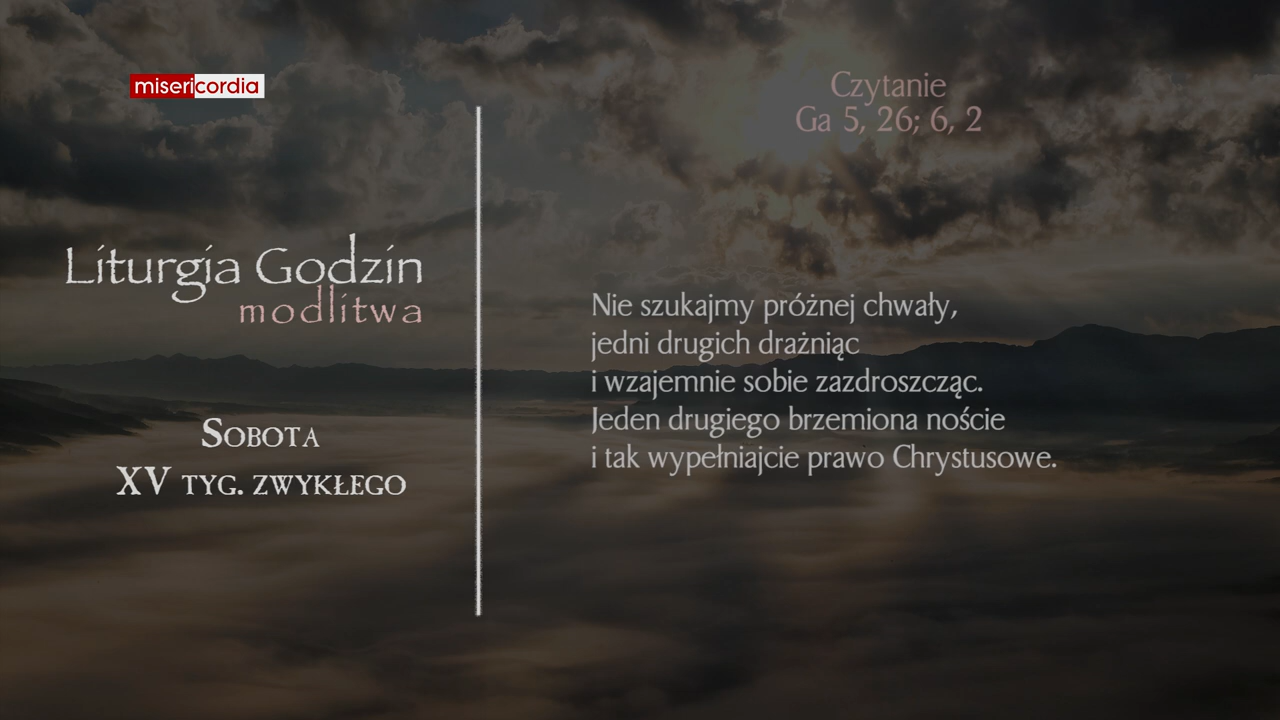 misericordia
Liturgia Godzin
modlitwa
Sobota
XV tyg. zwykłego
Czytanie
Ga 5, 26; 6, 2
Nie szukajmy próżnej chwały,
jedni drugich drażniąc
i wzajemnie sobie zazdroszcząc.
Jeden drugiego brzemiona noście
i tak wypełniajcie prawo Chrystusowe.